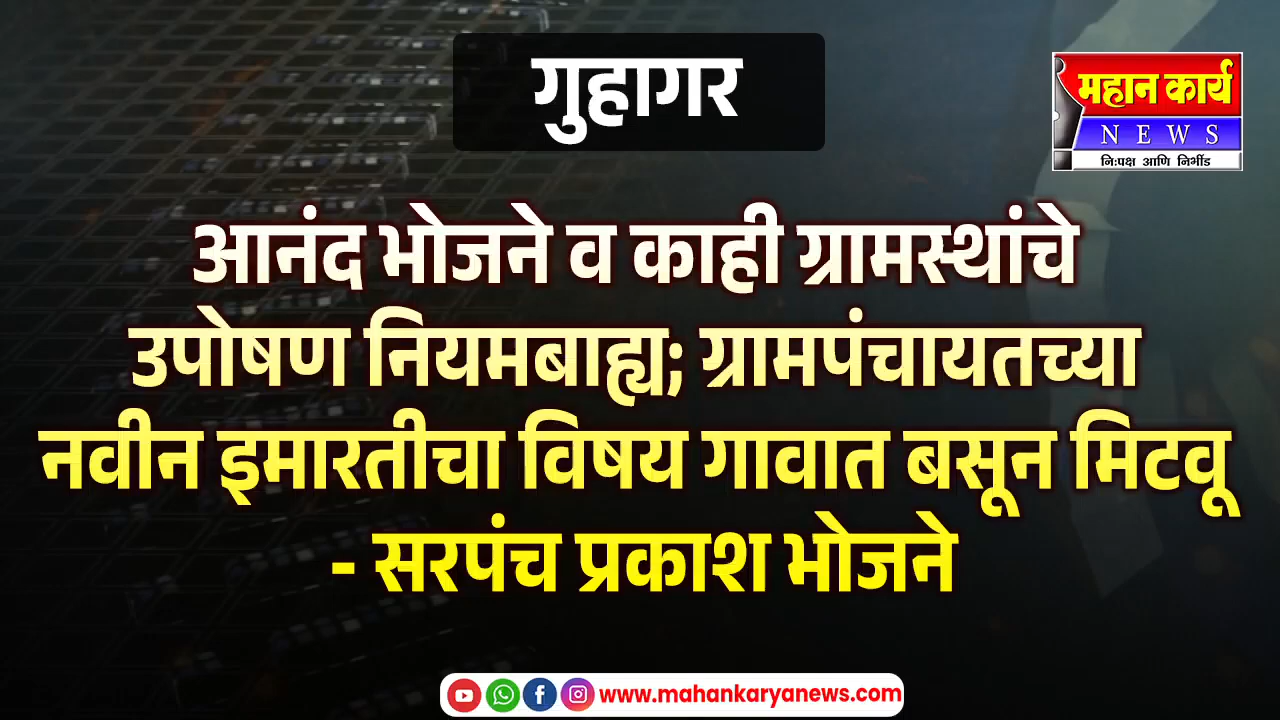 गुहागर
महान कार्य
NEWS
नि:पक्ष आणि निर्भीड
आनंद भोजने व काही ग्रामस्थांचे
उपोषण नियमबाह्य; ग्रामपंचायतच्या
नवीन इमारतीचा विषय गावात बसून मिटवू
- सरपंच प्रकाश भोजने
www.mahankaryanews.com